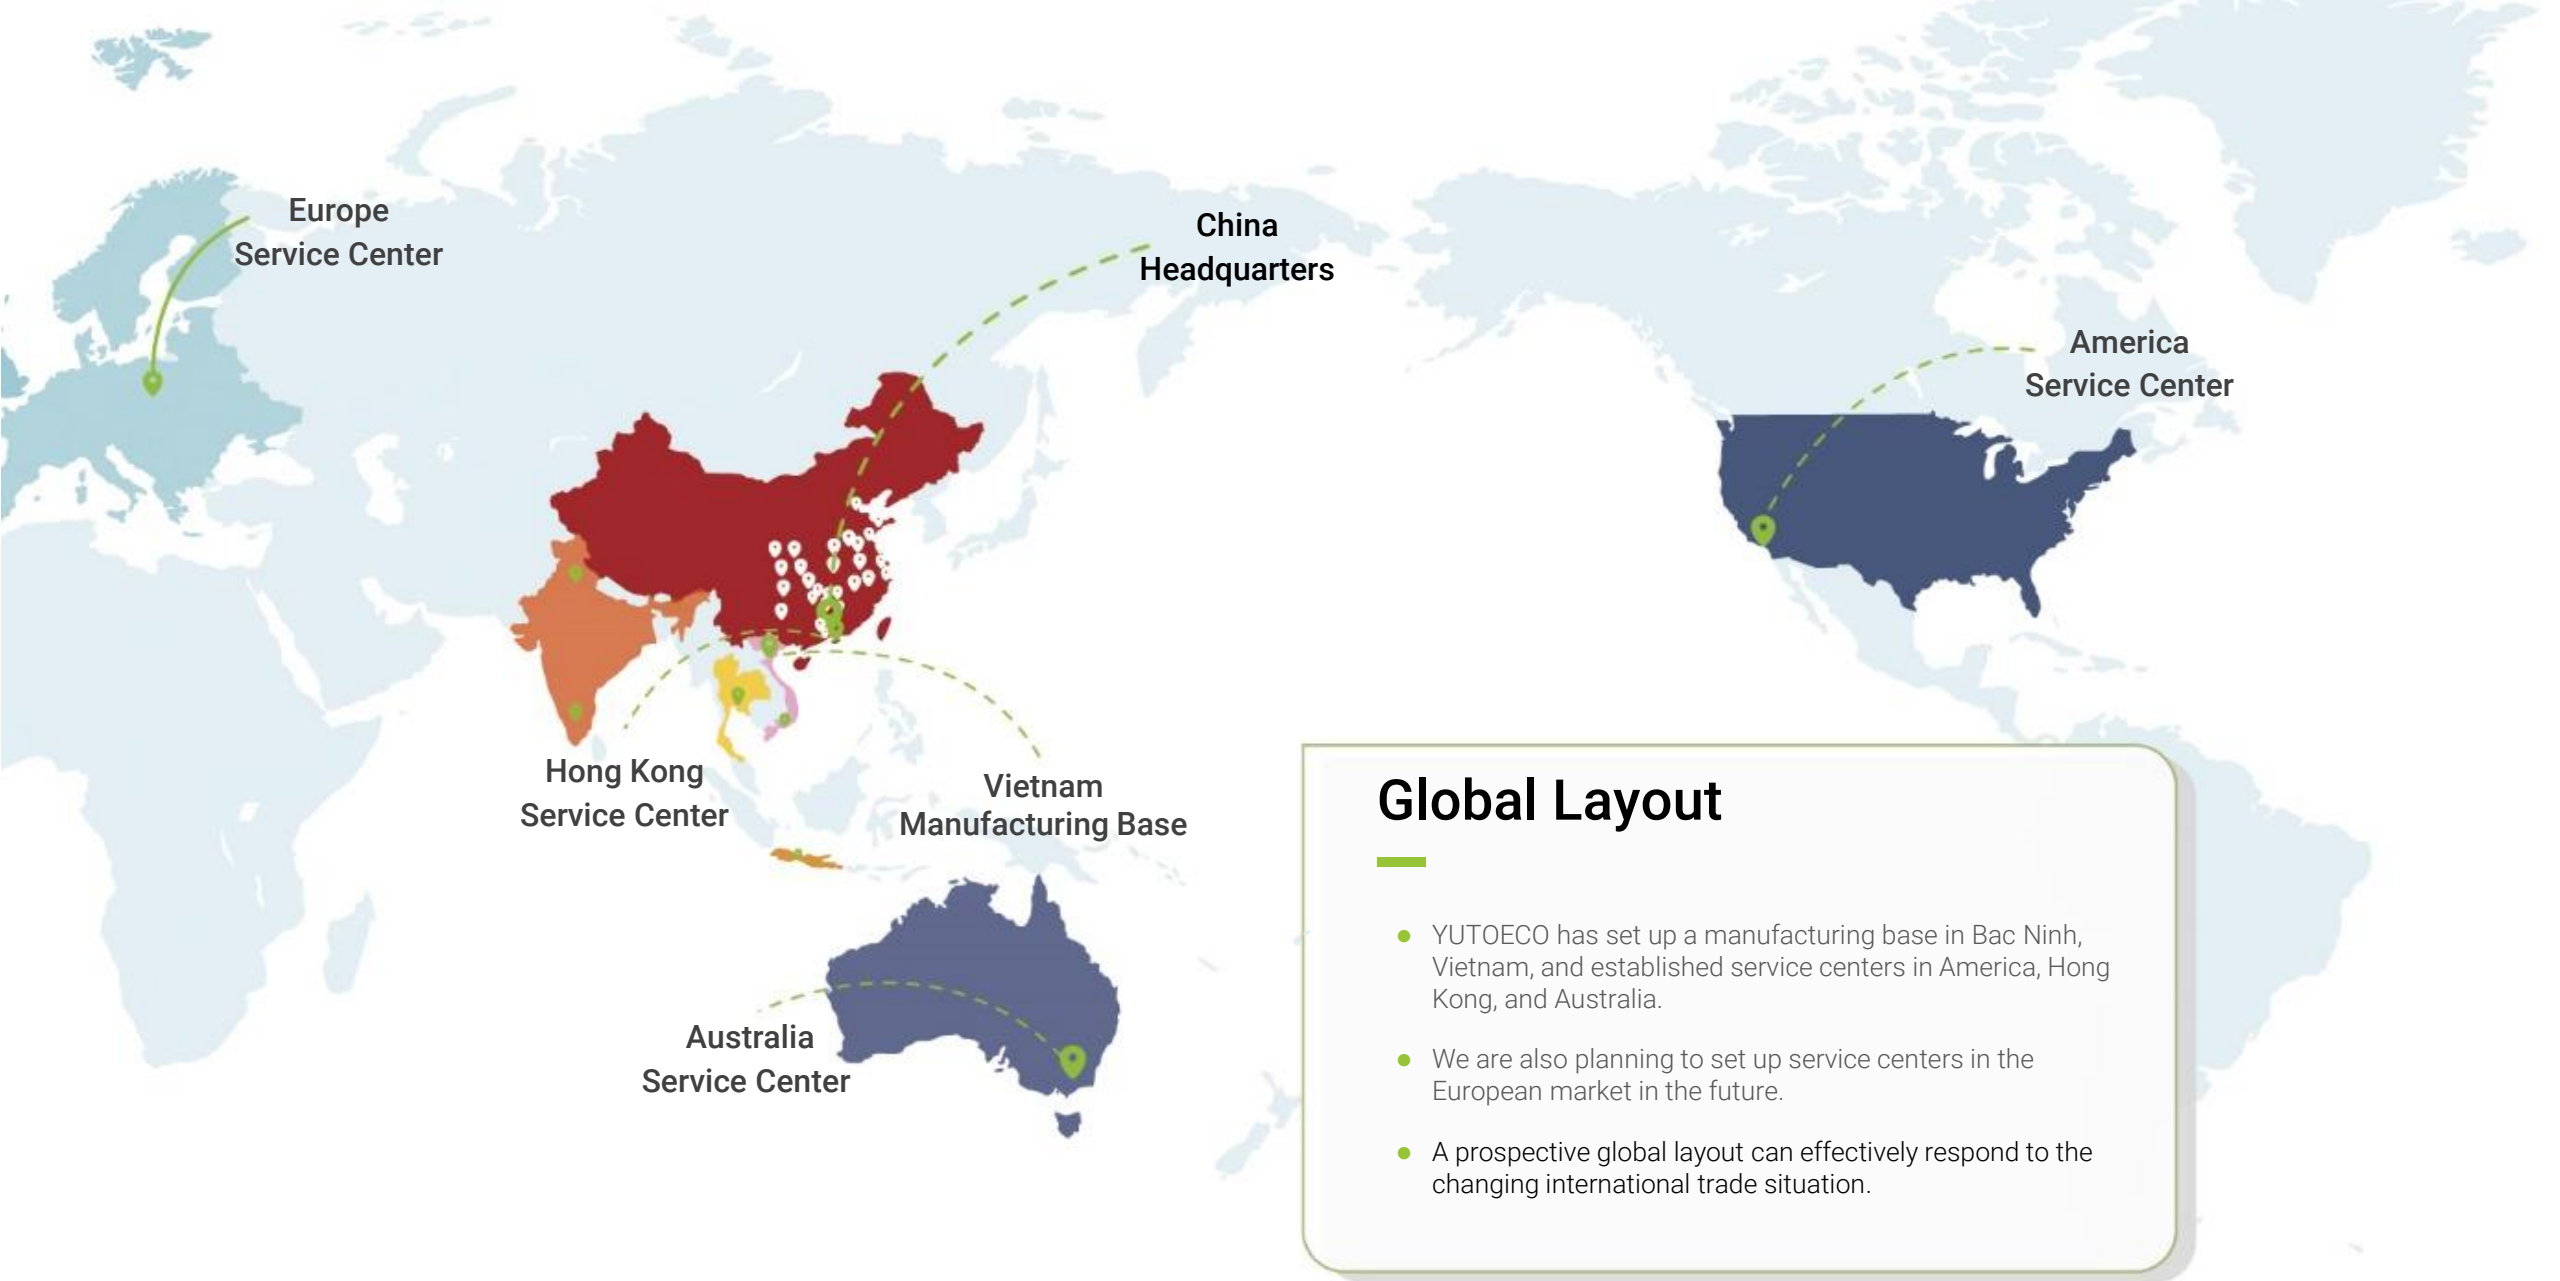 Europe
Service Center
China
Headquarters
America
Service Center
Hong Kong
Service Center
Vietnam
Manufacturing Base
Australia
Service Center
Global Layout
YUTOECO has set up a manufacturing base in Bac Ninh,
Vietnam, and established service centers in America, Hong
Kong, and Australia.
We are also planning to set up service centers in the
European market in the future.
A prospective global layout can effectively respond to the
changing international trade situation.